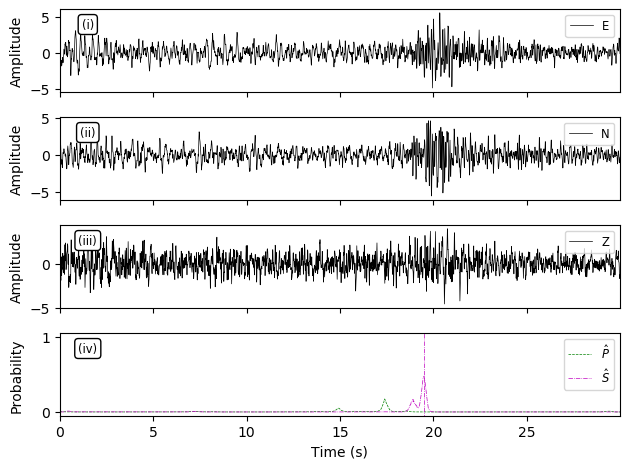 5
0
−5
Amplitude
(i)
E
5
0
−5
Amplitude
(ii)
N
0
−5
Amplitude
(iii)
Z
1
0
Probability
(iv)
P̂
Ŝ
0 5 10 15 20 25
Time (s)